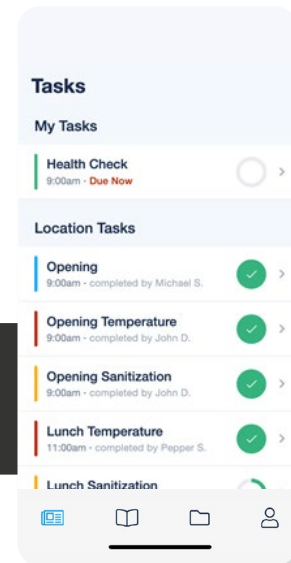 Tasks
My Tasks
Health Check
9:00am - Due Now
Location Tasks
Opening
9:00am - completed by Michael S.
Opening Temperature
9:00am - completed by John D.
Opening Sanitization
9:00am - completed by John D.
Lunch Temperature
11:00am - completed by Pepper S.
Lunch Sanitization